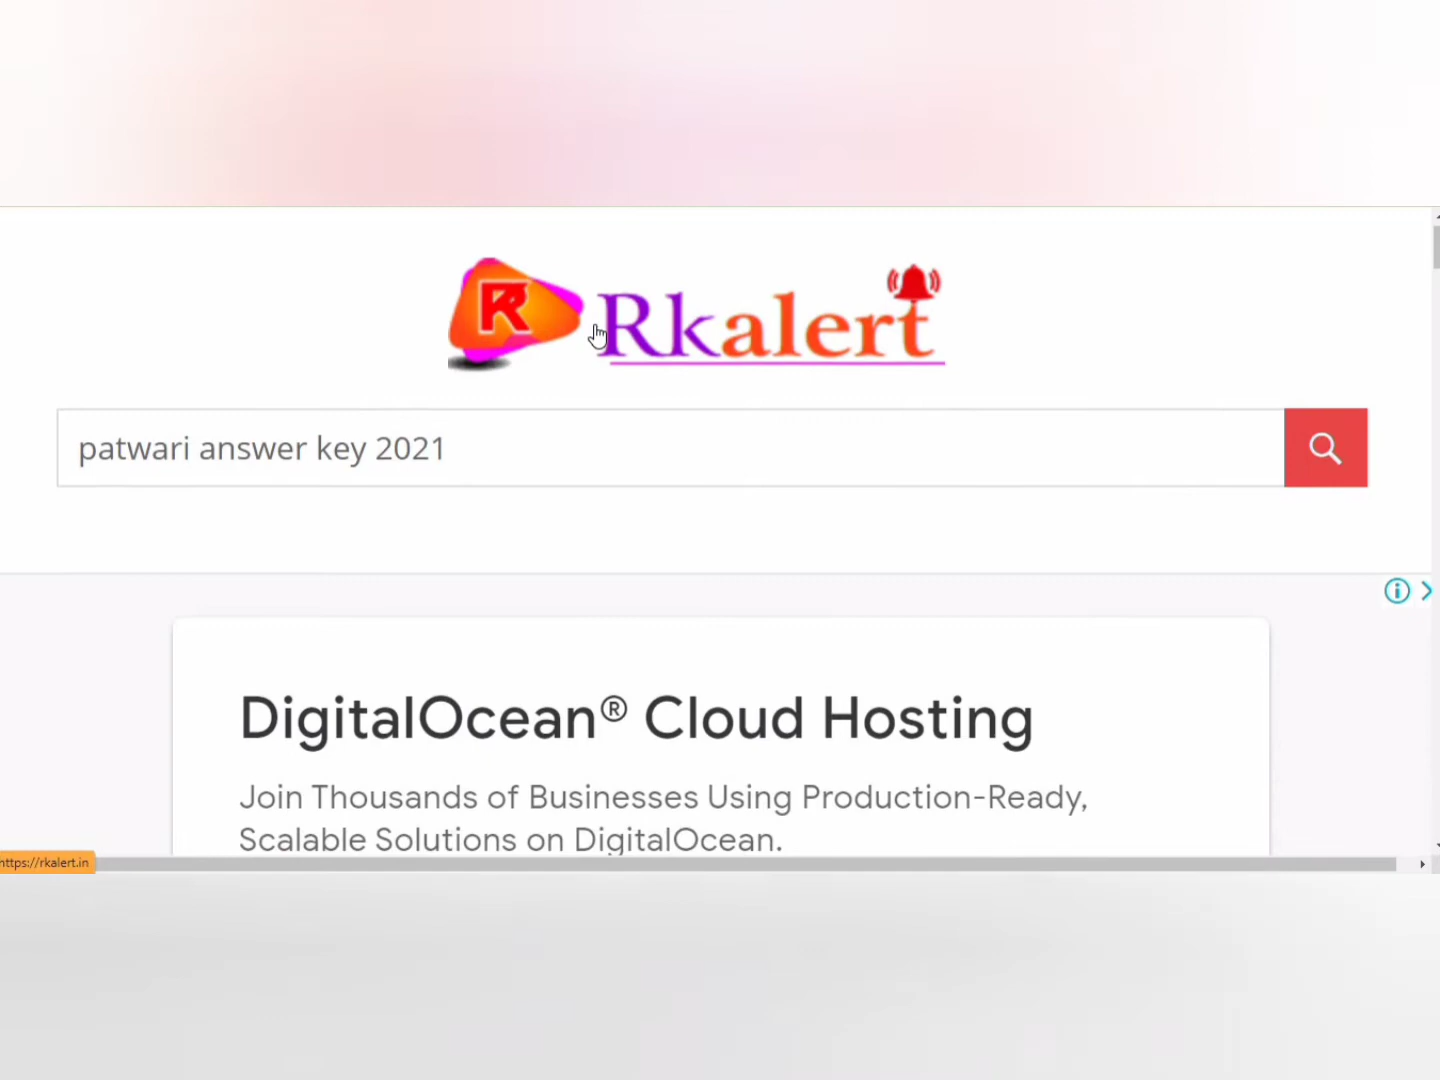 R
Rkalert
patwari answer key 2021
DigitalOcean® Cloud Hosting
Join Thousands of Businesses Using Production-Ready,
Scalable Solutions on DigitalOcean.
https://rkalert.in